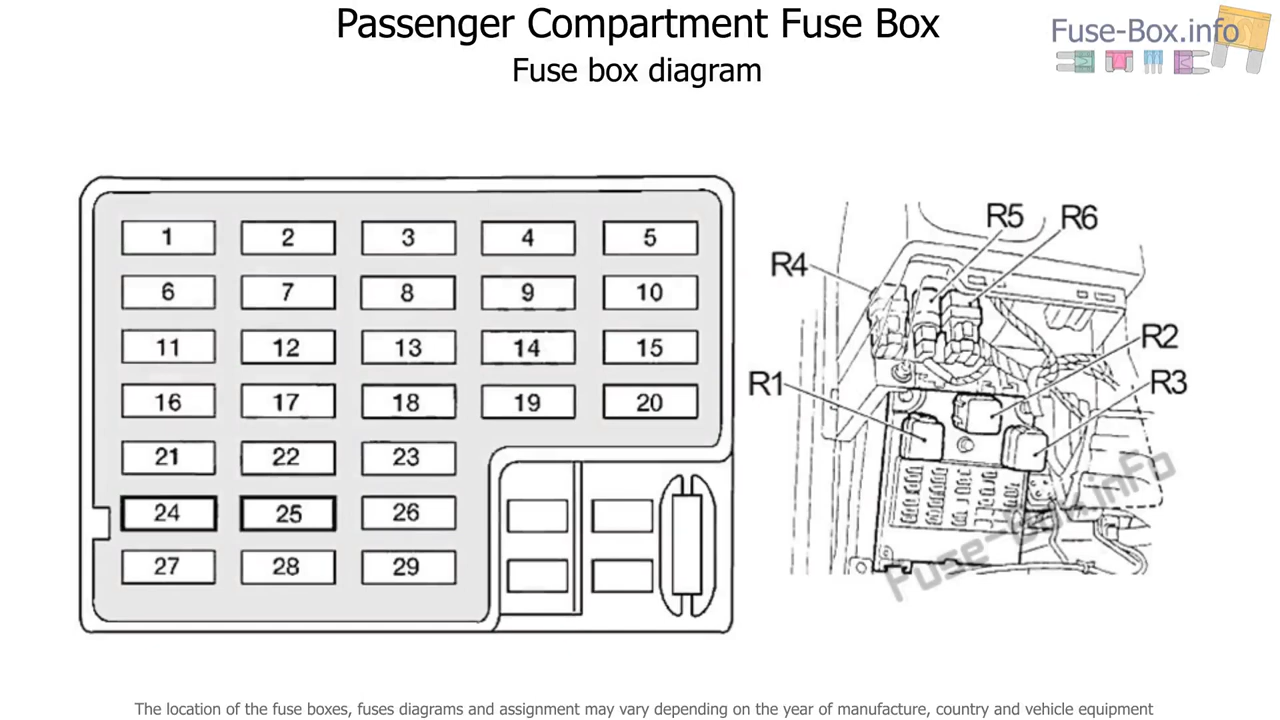 Passenger Compartment Fuse Box
Fuse box diagram
Fuse-Box.info
1 2 3 4 5
6 7 8 9 10
11 12 13 14 15
16 17 18 19 20
21 22 23
24 25 26
27 28 29
R5 R6
R4
R2
R1
R3
Fuse-box.info
The location of the fuse boxes, fuses diagrams and assignment may vary depending on the year of manufacture, country and vehicle equipment